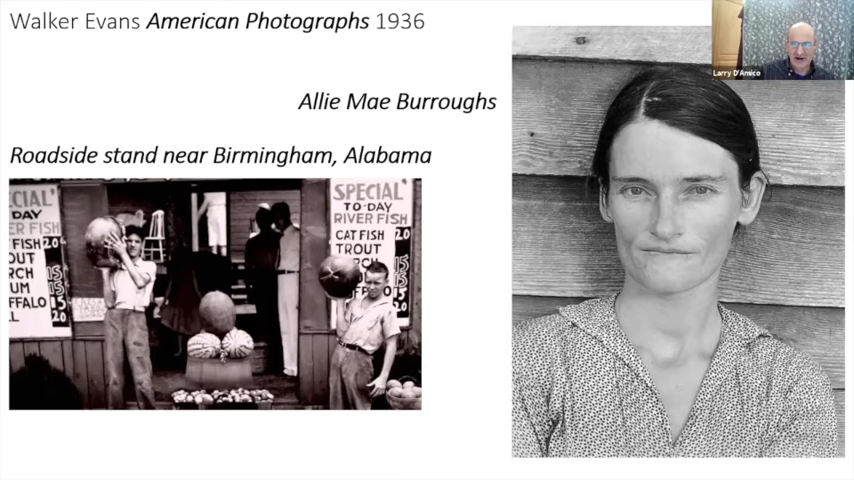 Walker Evans American Photographs 1936
Larry D'Amico
Allie Mae Burroughs
Roadside stand near Birmingham, Alabama
SPECIAL
TO-DAY
RIVER FISH
CAT FISH
TROUT